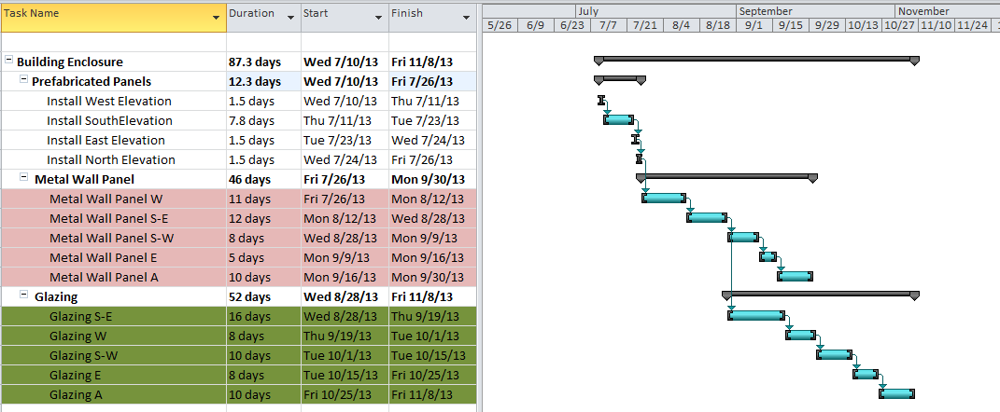 Task Name Duration Start Finish
July September November
5/26 6/9 6/23 7/7 7/21 8/4 8/18 9/1 9/15 9/29 10/13 10/27 11/10 11/24
Building Enclosure 87.3 days Wed 7/10/13 Fri 11/8/13
Prefabricated Panels 12.3 days Wed 7/10/13 Fri 7/26/13
Install West Elevation 1.5 days Wed 7/10/13 Thu 7/11/13
Install SouthElevation 7.8 days Thu 7/11/13 Tue 7/23/13
Install East Elevation 1.5 days Tue 7/23/13 Wed 7/24/13
Install North Elevation 1.5 days Wed 7/24/13 Fri 7/26/13
Metal Wall Panel 46 days Fri 7/26/13 Mon 9/30/13
Metal Wall Panel W 11 days Fri 7/26/13 Mon 8/12/13
Metal Wall Panel S-E 12 days Mon 8/12/13 Wed 8/28/13
Metal Wall Panel S-W 8 days Wed 8/28/13 Mon 9/9/13
Metal Wall Panel E 5 days Mon 9/9/13 Mon 9/16/13
Metal Wall Panel A 10 days Mon 9/16/13 Mon 9/30/13
Glazing 52 days Wed 8/28/13 Fri 11/8/13
Glazing S-E 16 days Wed 8/28/13 Thu 9/19/13
Glazing W 8 days Thu 9/19/13 Tue 10/1/13
Glazing S-W 10 days Tue 10/1/13 Tue 10/15/13
Glazing E 8 days Tue 10/15/13 Fri 10/25/13
Glazing A 10 days Fri 10/25/13 Fri 11/8/13